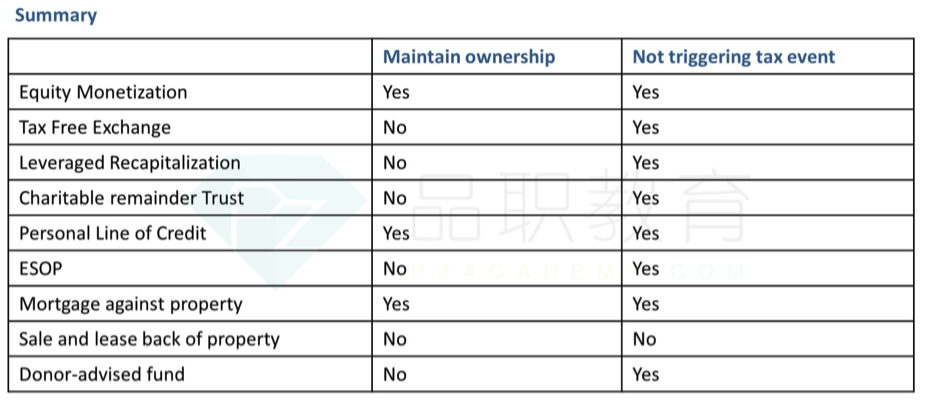 Summary
Maintain ownership Not triggering tax event
Equity Monetization Yes Yes
Tax Free Exchange No Yes
Leveraged Recapitalization No Yes
Charitable remainder Trust No Yes
Personal Line of Credit Yes Yes
ESOP No Yes
Mortgage against property Yes Yes
Sale and lease back of property No No
Donor-advised fund No Yes
品职教育
PZACADEMY.COM